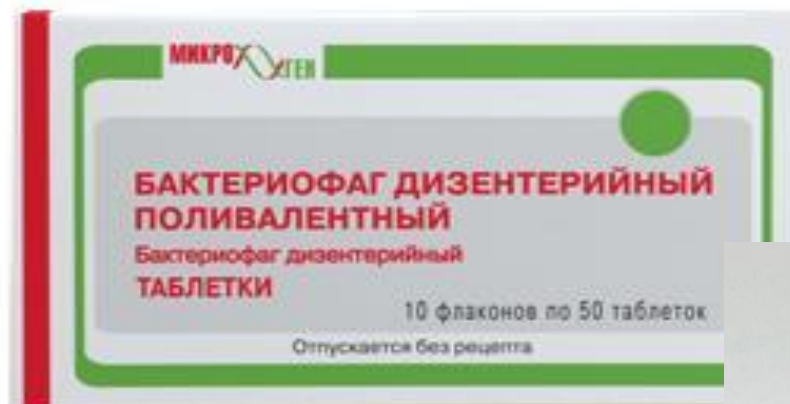 МИКРОГЕН
БАКТЕРИОФАГ ДИЗЕНТЕРИЙНЫЙ
ПОЛИВАЛЕНТНЫЙ
Бактериофаг дизентерийный
ТАБЛЕТКИ
10 флаконов по 50 таблеток
Отпускается без рецепта